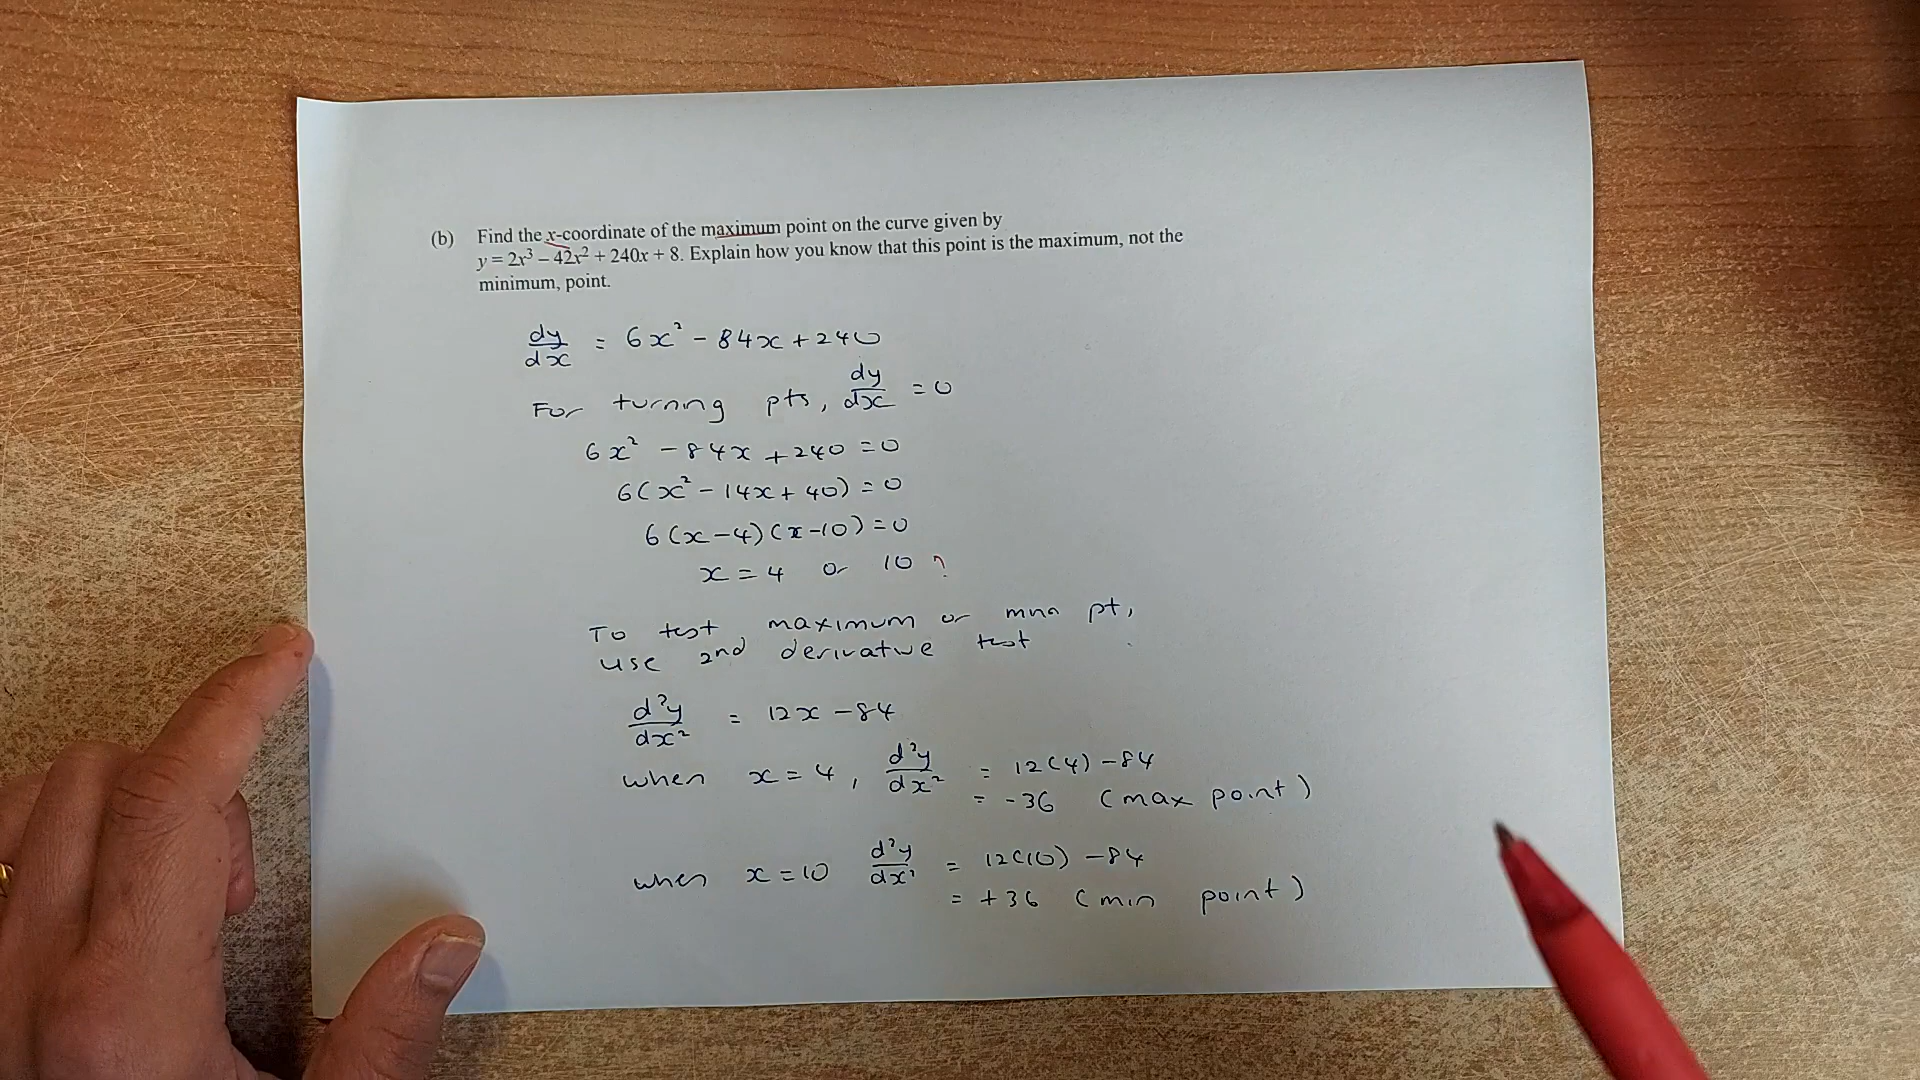 (b) Find the x-coordinate of the maximum point on the curve given by
y = 2x³ – 42x² + 240x + 8. Explain how you know that this point is the maximum, not the
minimum, point.
dy/dx = 6x² - 84x + 240
For turning pts, dy/dx = 0
6x² - 84x + 240 = 0
6(x² - 14x + 40) = 0
6(x-4)(x-10) = 0
x = 4 or 10 ?
To test maximum or min pt,
use 2nd derivative test
d²y/dx² = 12x - 84
when x = 4, d²y/dx² = 12(4) - 84
= -36 (max point)
when x = 10 d²y/dx² = 12(10) - 84
= +36 (min point)